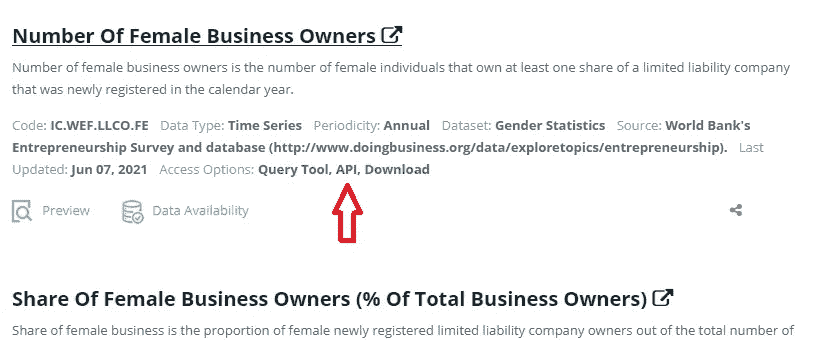 Number Of Female Business Owners
Number of female business owners is the number of female individuals that own at least one share of a limited liability company
that was newly registered in the calendar year.
Code: IC.WEF.LLCO.FE Data Type: Time Series Periodicity: Annual Dataset: Gender Statistics Source: World Bank's
Entrepreneurship Survey and database (http://www.doingbusiness.org/data/exploretopics/entrepreneurship). Last
Updated: Jun 07, 2021 Access Options: Query Tool, API, Download
Preview Data Availability
Share Of Female Business Owners (% Of Total Business Owners)
Share of female business is the proportion of female newly registered limited liability company owners out of the total number of